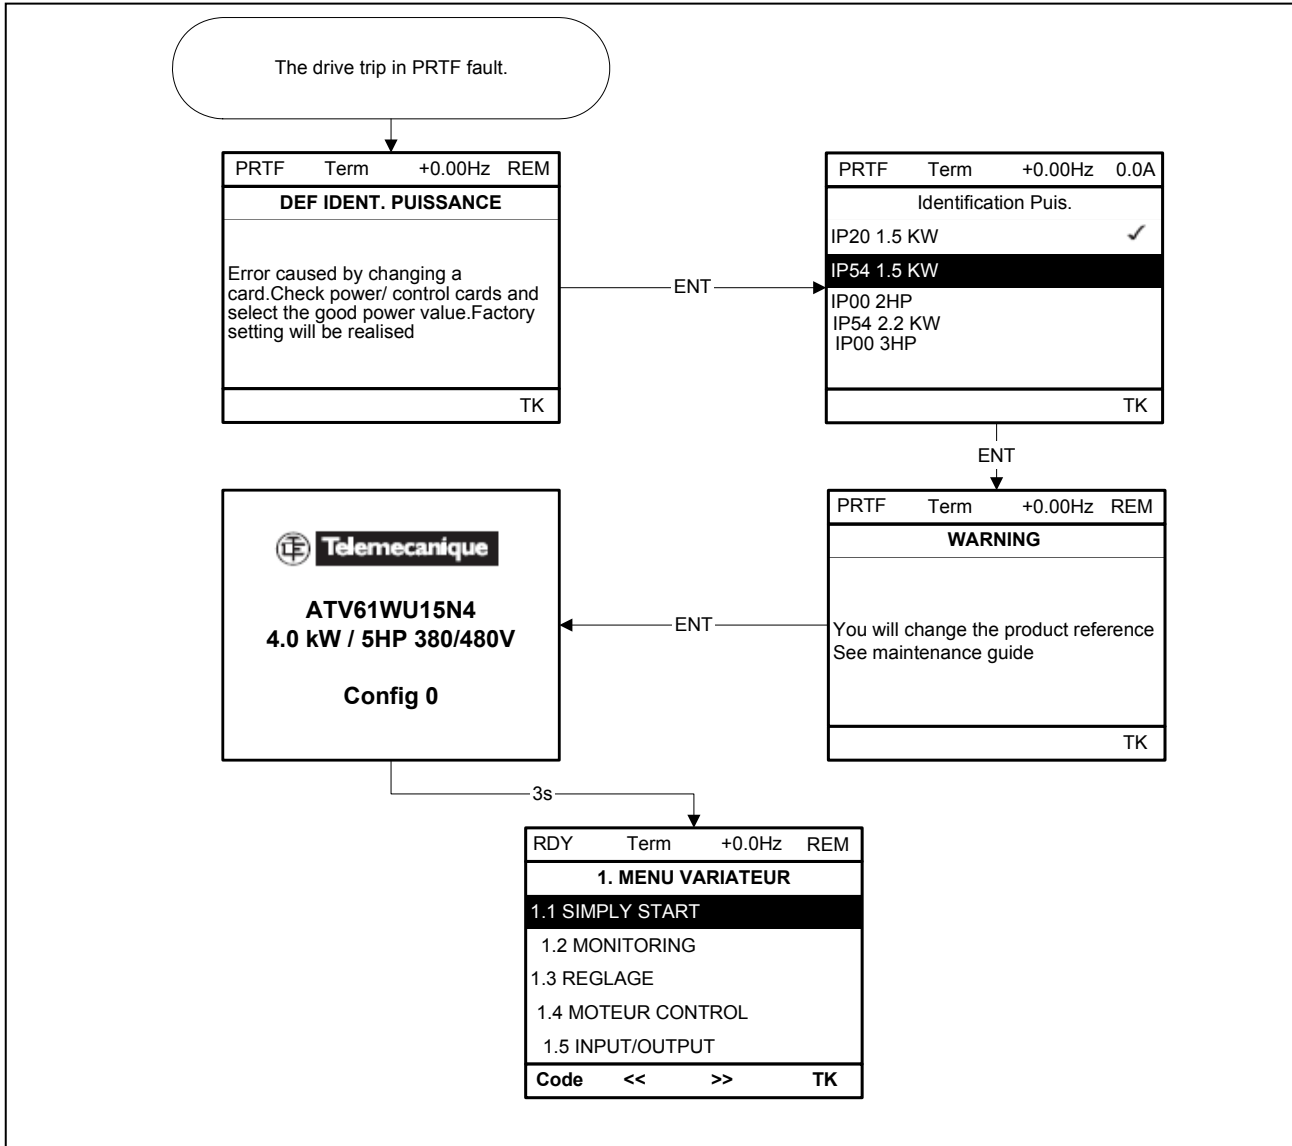 The drive trip in PRTF fault.
PRTF Term +0.00Hz REM
DEF IDENT. PUISSANCE
Error caused by changing a
card.Check power/ control cards and
select the good power value.Factory
setting will be realised
TK
ENT
PRTF Term +0.00Hz 0.0A
Identification Puis.
IP20 1.5 KW
IP54 1.5 KW
IP00 2HP
IP54 2.2 KW
IP00 3HP
TK
ENT
PRTF Term +0.00Hz REM
WARNING
You will change the product reference
See maintenance guide
TK
ENT
Telemecanique
ATV61WU15N4
4.0 kW / 5HP 380/480V
Config 0
3s
RDY Term +0.0Hz REM
1. MENU VARIATEUR
1.1 SIMPLY START
1.2 MONITORING
1.3 REGLAGE
1.4 MOTEUR CONTROL
1.5 INPUT/OUTPUT
Code << >> TK